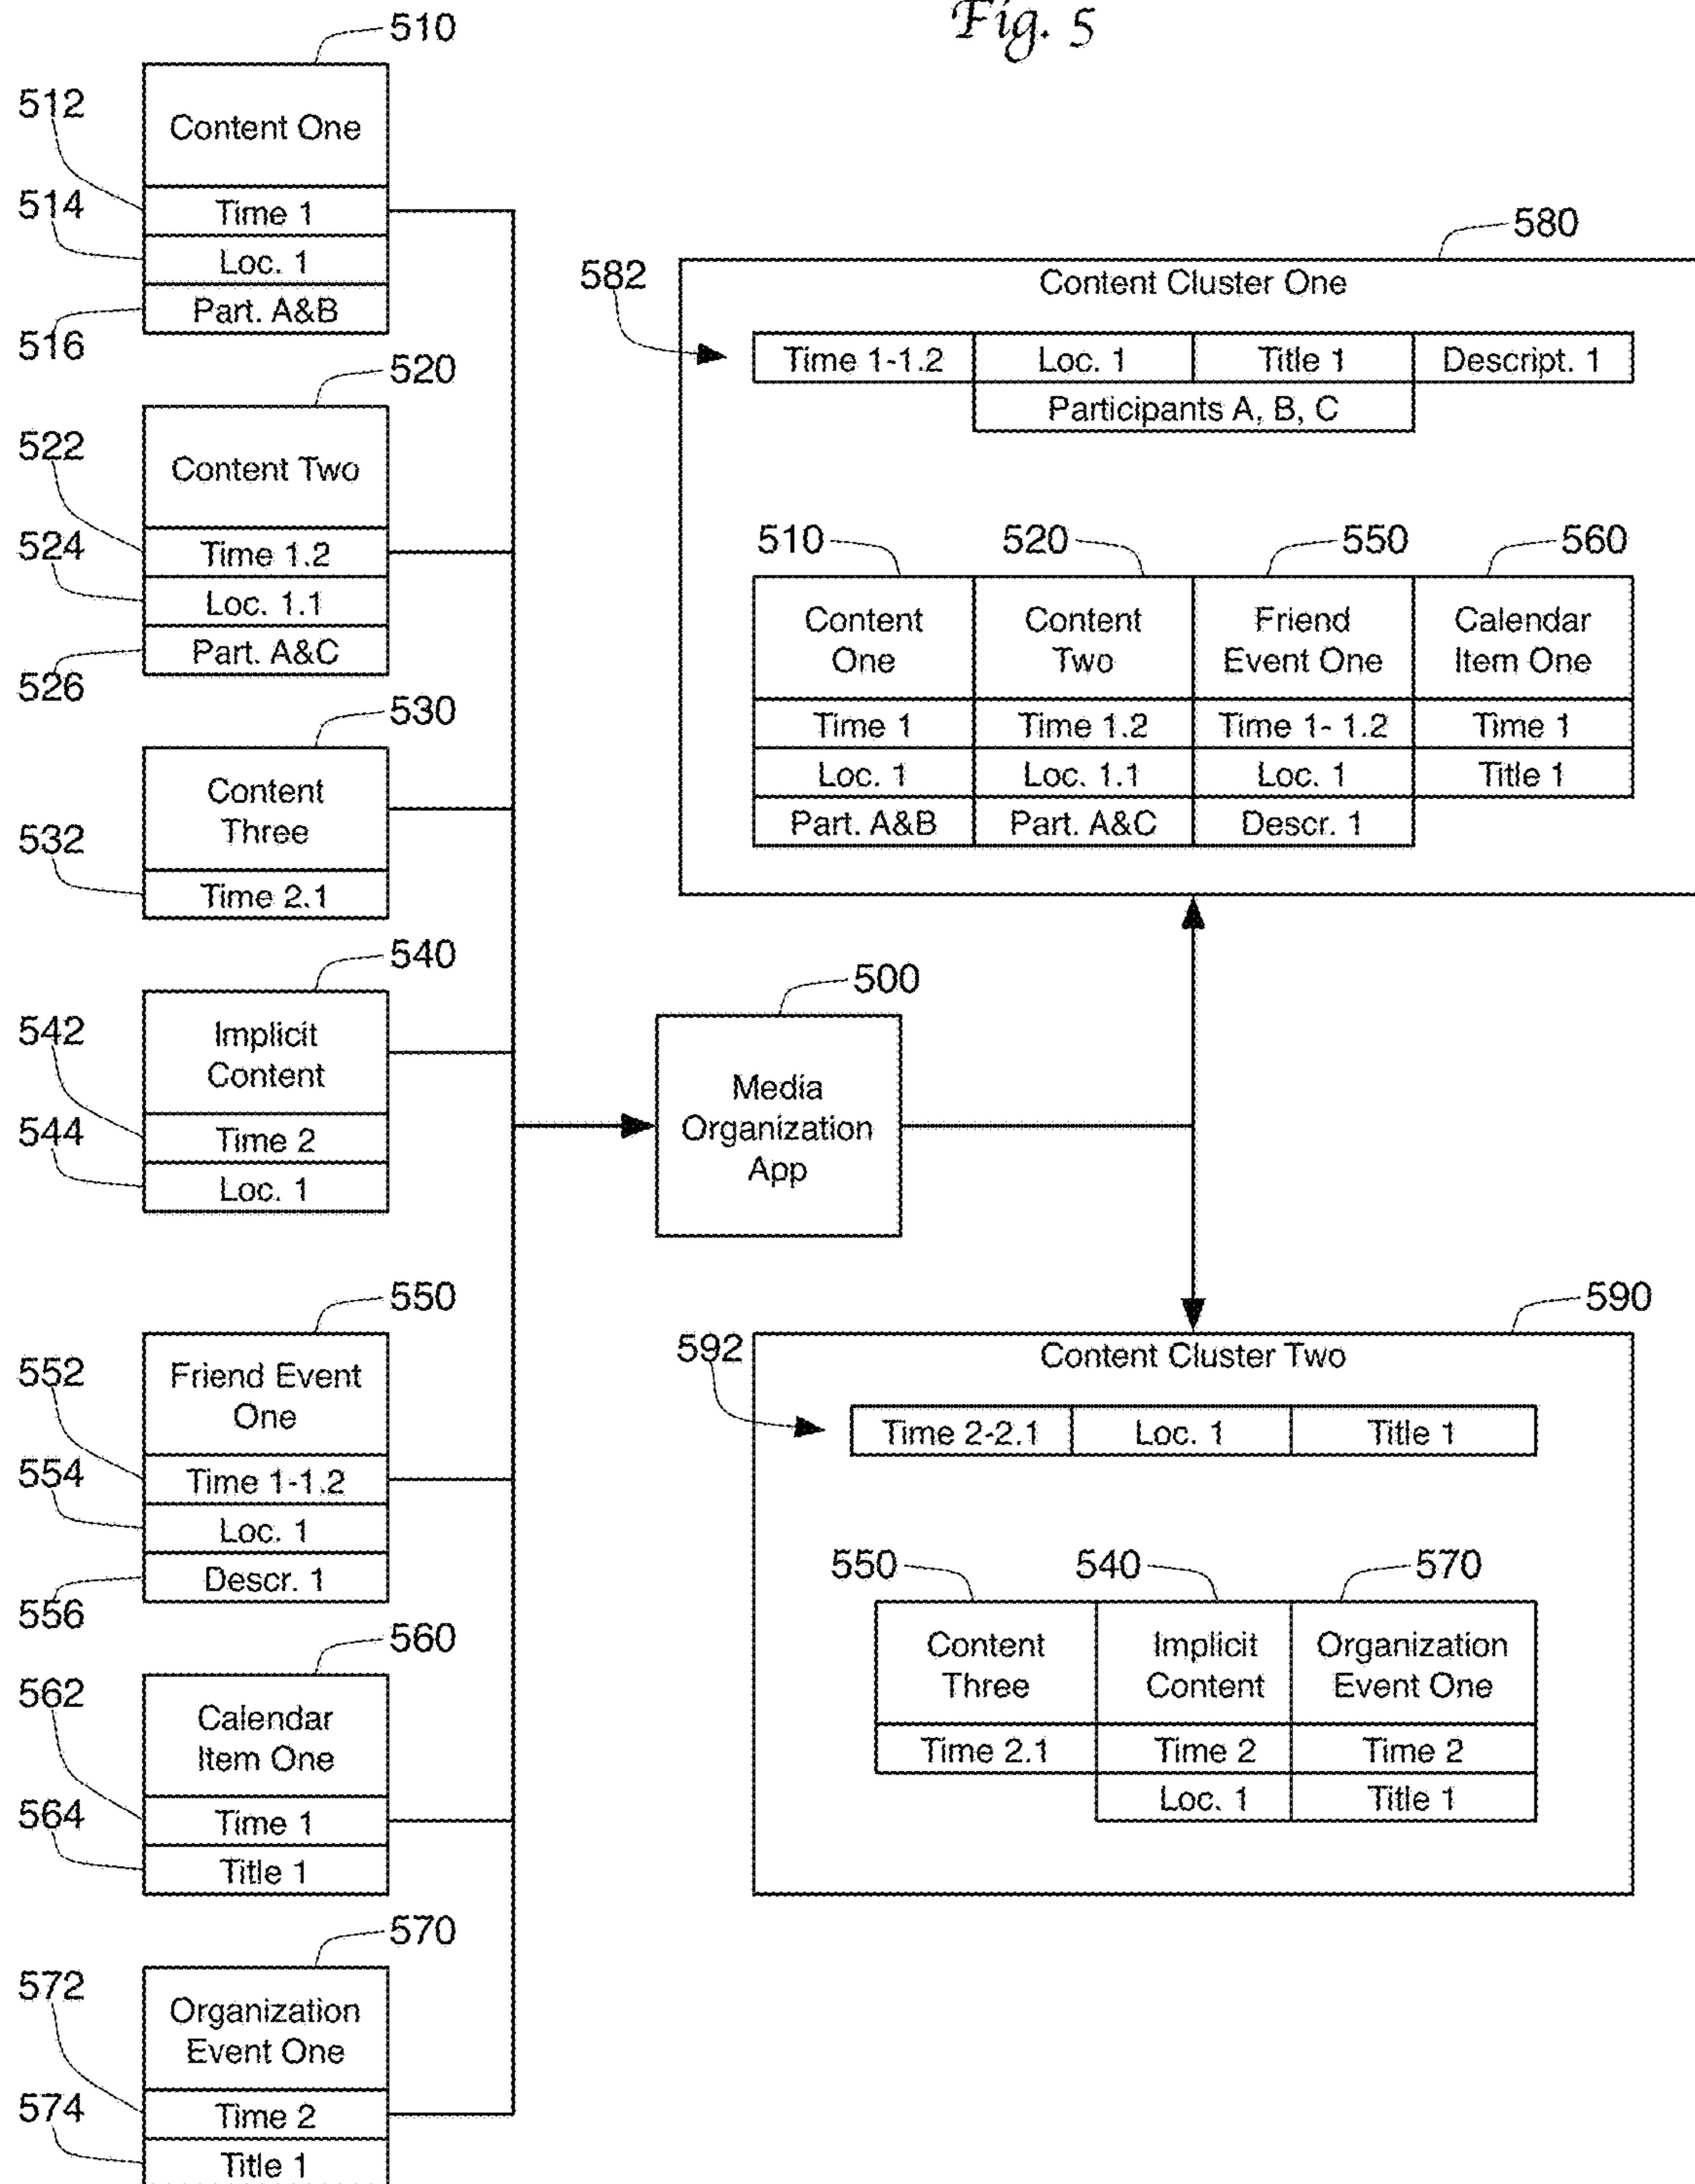 Fig. 5
510
512
Content One
514
Time 1
Loc. 1
Part. A&B
516
520
522
Content Two
524
Time 1.2
Loc. 1.1
Part. A&C
526
530
Content
Three
532
Time 2.1
540
542
Implicit
Content
544
Time 2
Loc. 1
550
552
Friend Event
One
554
Time 1-1.2
Loc. 1
Descr. 1
556
560
562
Calendar
Item One
564
Time 1
Title 1
570
572
Organization
Event One
574
Time 2
Title 1
500
Media
Organization
App
580
582
Content Cluster One
Time 1-1.2 Loc. 1 Title 1 Descript. 1
Participants A, B, C
510 520 550 560
Content Content Friend Calendar
One Two Event One Item One
Time 1 Time 1.2 Time 1- 1.2 Time 1
Loc. 1 Loc. 1.1 Loc. 1 Title 1
Part. A&B Part. A&C Descr. 1
590
592
Content Cluster Two
Time 2-2.1 Loc. 1 Title 1
550 540 570
Content Implicit Organization
Three Content Event One
Time 2.1 Time 2 Time 2
Loc. 1 Title 1